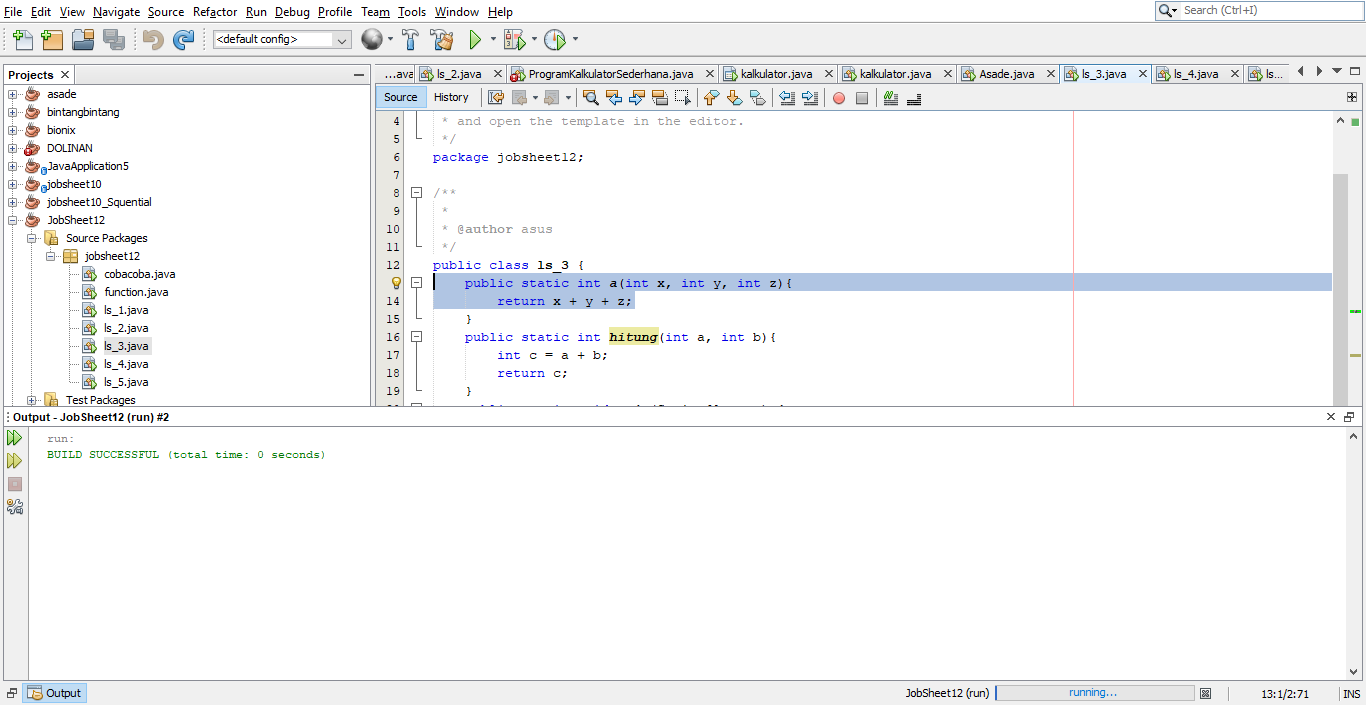 File Edit View Navigate Source Refactor Run Debug Profile Team Tools Window Help
Search (Ctrl+I)
<default config>
Projects
...ava ls_2.java ProgramKalkulatorSederhana.java kalkulator.java kalkulator.java Asade.java ls_3.java ls_4.java ls...
Source History
asade
bintangbintang
bionix
DOLINAN
JavaApplication5
jobsheet10
jobsheet10_Squential
JobSheet12
Source Packages
jobsheet12
cobacoba.java
function.java
ls_1.java
ls_2.java
ls_3.java
ls_4.java
ls_5.java
Test Packages
4 * and open the template in the editor.
5 */
6 package jobsheet12;
7
8 /**
9 *
10 * @author asus
11 */
12 public class ls_3 {
public static int a(int x, int y, int z){
14 return x + y + z;
15 }
16 public static int hitung(int a, int b){
17 int c = a + b;
18 return c;
19 }
Output - JobSheet12 (run) #2
run:
BUILD SUCCESSFUL (total time: 0 seconds)
Output
JobSheet12 (run) running... 13:1/2:71 INS